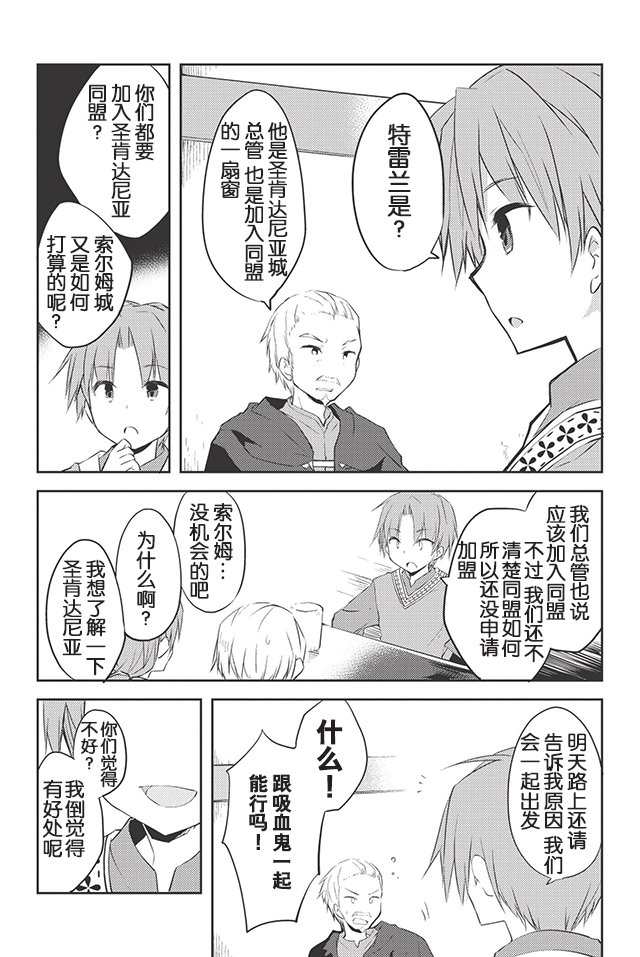 特雷兰是？
他是圣肯达尼亚城
总管 也是加入同盟
的一扇窗
你们都要
加入圣肯达尼亚
同盟？
索尔姆城
又是如何
打算的呢？
我们总管也说
应该加入同盟
不过 我们还不
清楚同盟如何
所以还没申请
加盟
索尔姆…
没机会的吧
为什么啊？
我想了解一下
圣肯达尼亚
明天路上还请
告诉我原因 我们
会一起出发
什么！
跟吸血鬼一起
能行吗！
你们觉得
不好？
我倒觉得
有好处呢